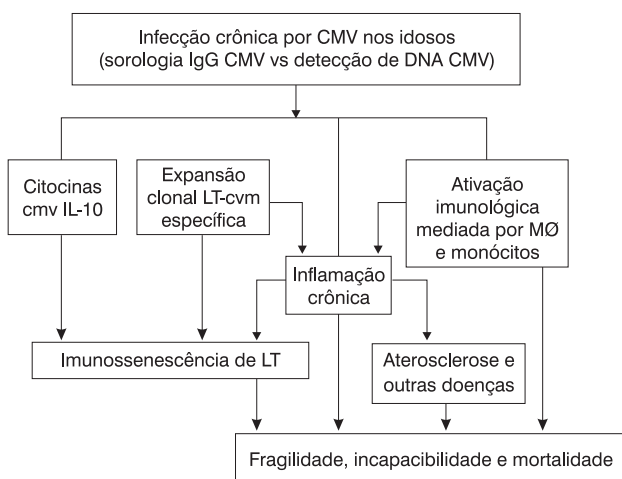 Infecção crônica por CMV nos idosos
(sorologia IgG CMV vs detecção de DNA CMV)
Citocinas
cmv IL-10
Expansão
clonal LT-cvm
específica
Ativação
imunológica
mediada por MØ
e monócitos
Inflamação
crônica
Imunossenescência de LT
Aterosclerose e
outras doenças
Fragilidade, incapacibilidade e mortalidade